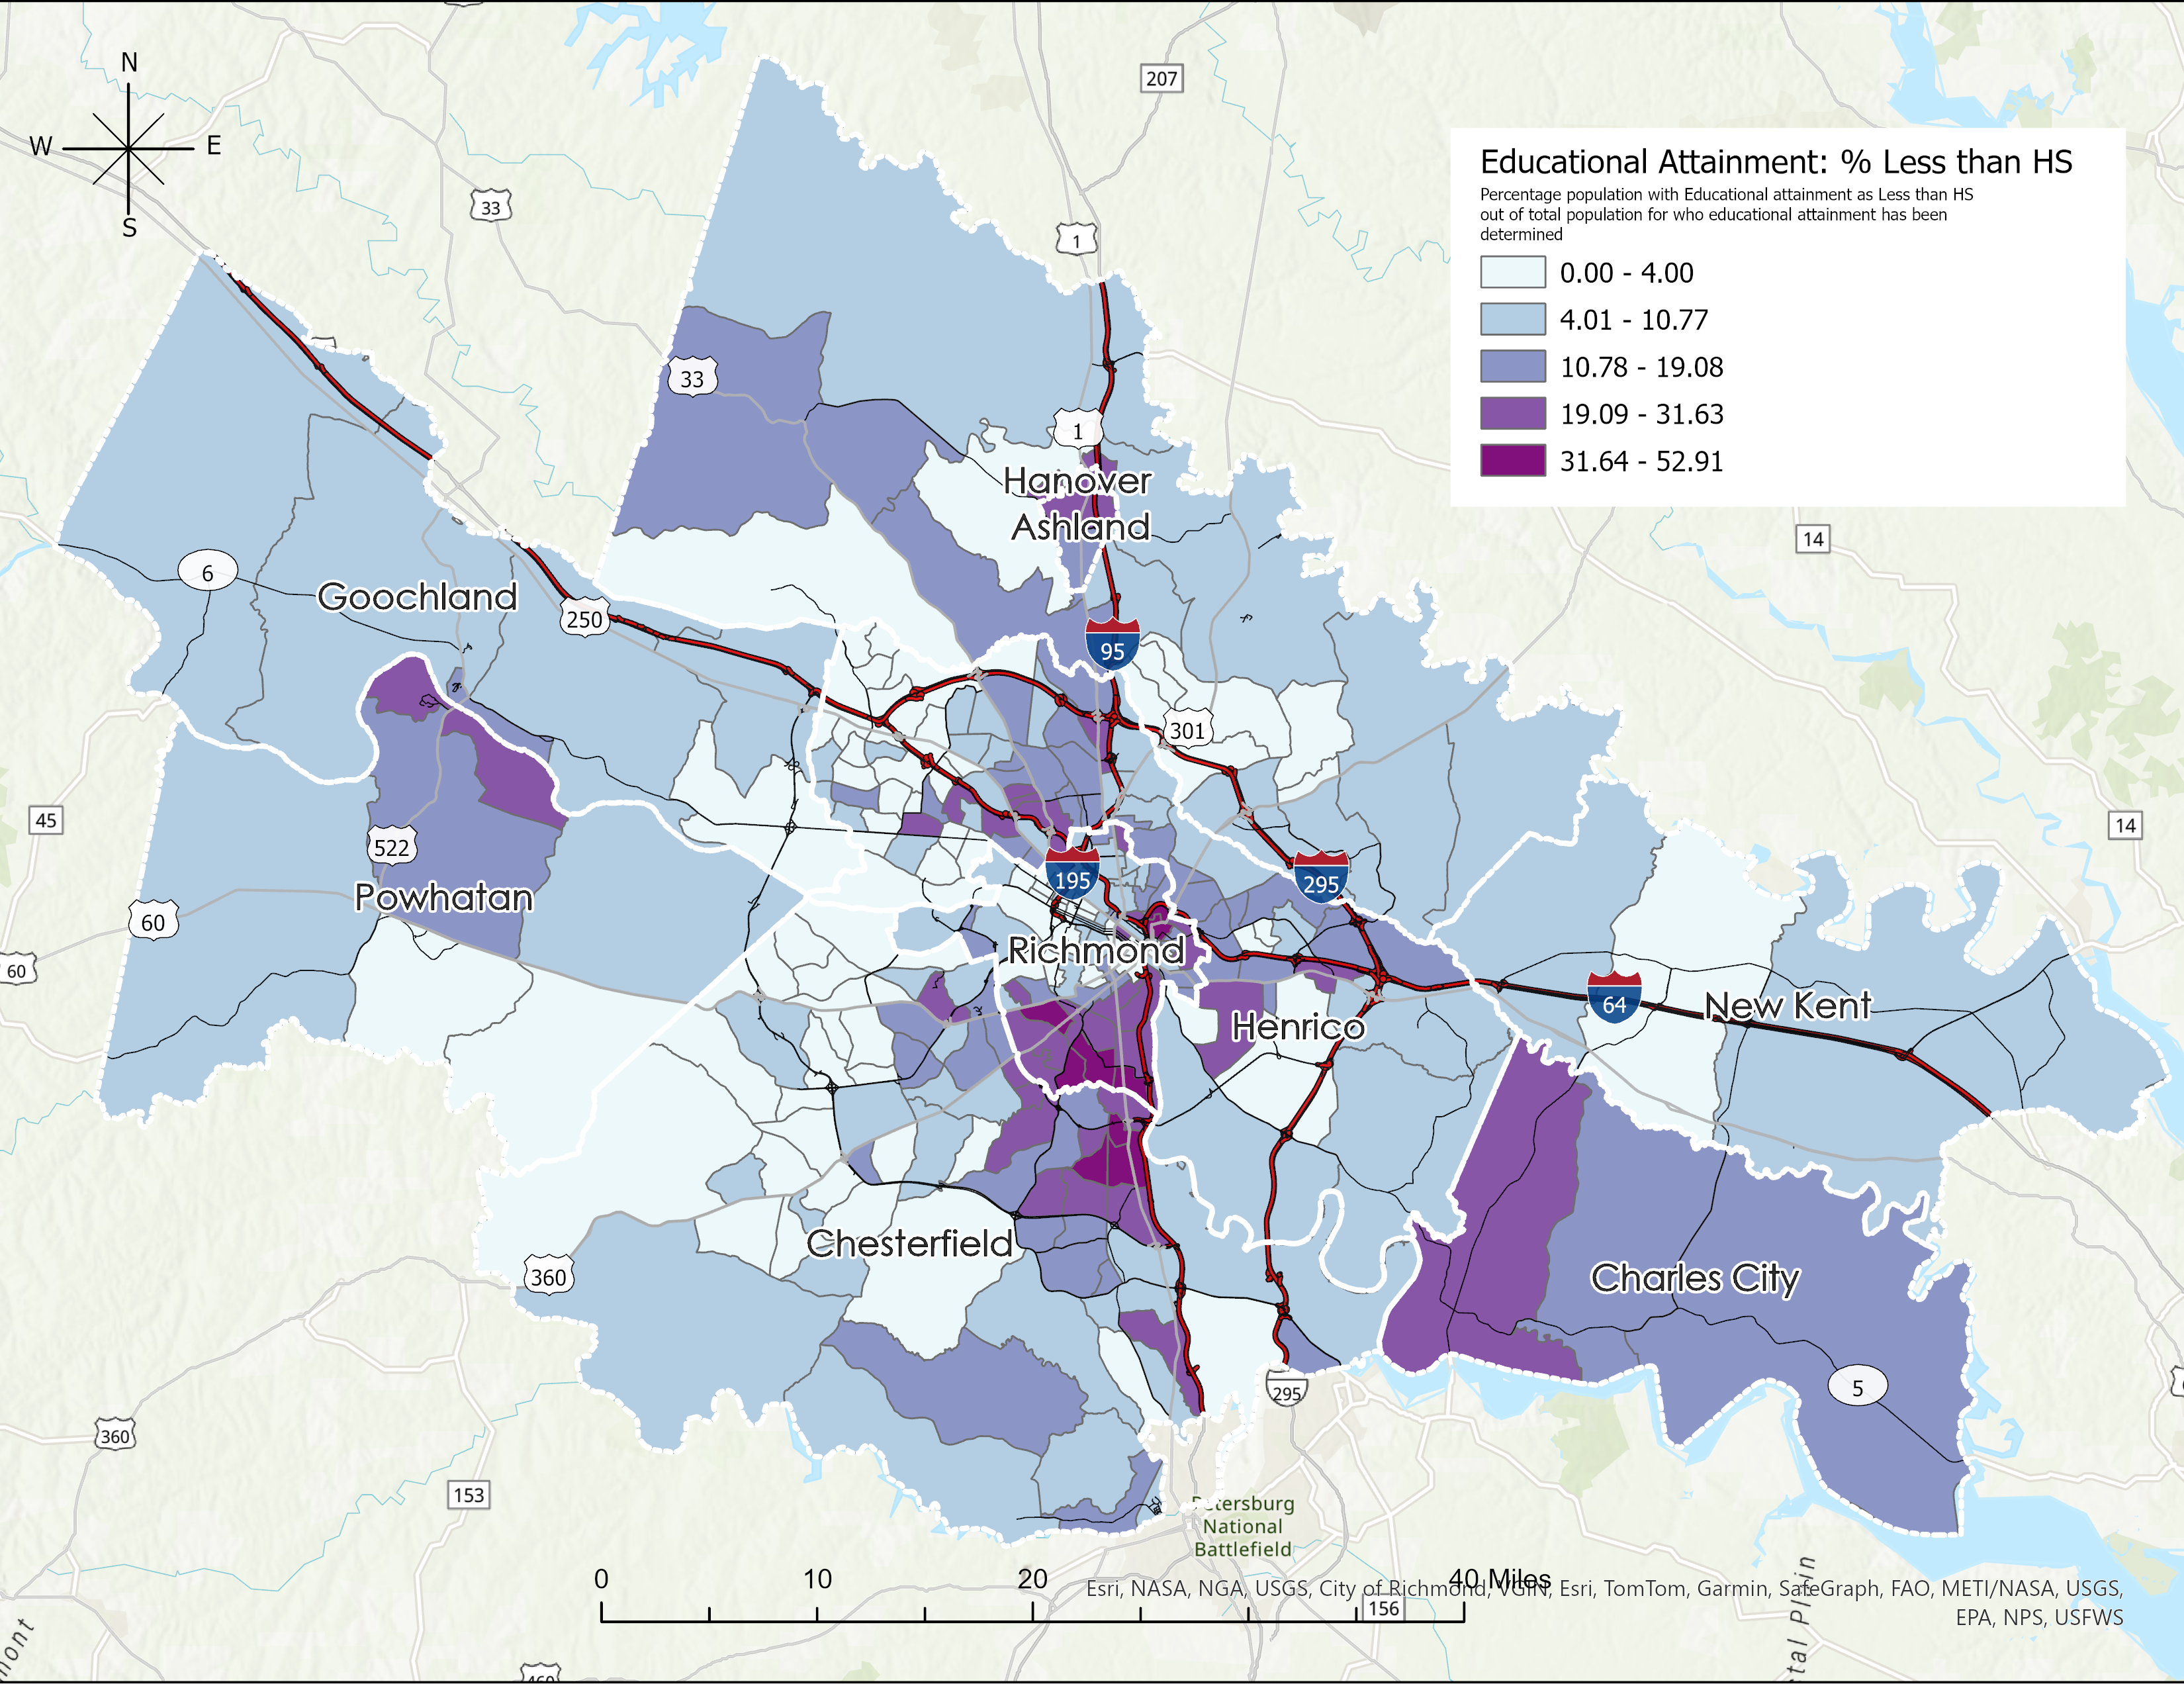 N
W E
S
207
33
1
Educational Attainment: % Less than HS
Percentage population with Educational attainment as Less than HS
out of total population for who educational attainment has been
determined
0.00 - 4.00
4.01 - 10.77
10.78 - 19.08
19.09 - 31.63
31.64 - 52.91
33
1
Hanover
Ashland
14
6
Goochland
250
95
301
45
522
14
195
295
Powhatan
60
60
Richmond
64
New Kent
Henrico
Chesterfield
360
Charles City
5
295
360
153
Petersburg
National
Battlefield
0 10 20 40 Miles
Esri, NASA, NGA, USGS, City of Richmond, VGIN, Esri, TomTom, Garmin, SafeGraph, FAO, METI/NASA, USGS,
EPA, NPS, USFWS
156
mont
tal Plain
460